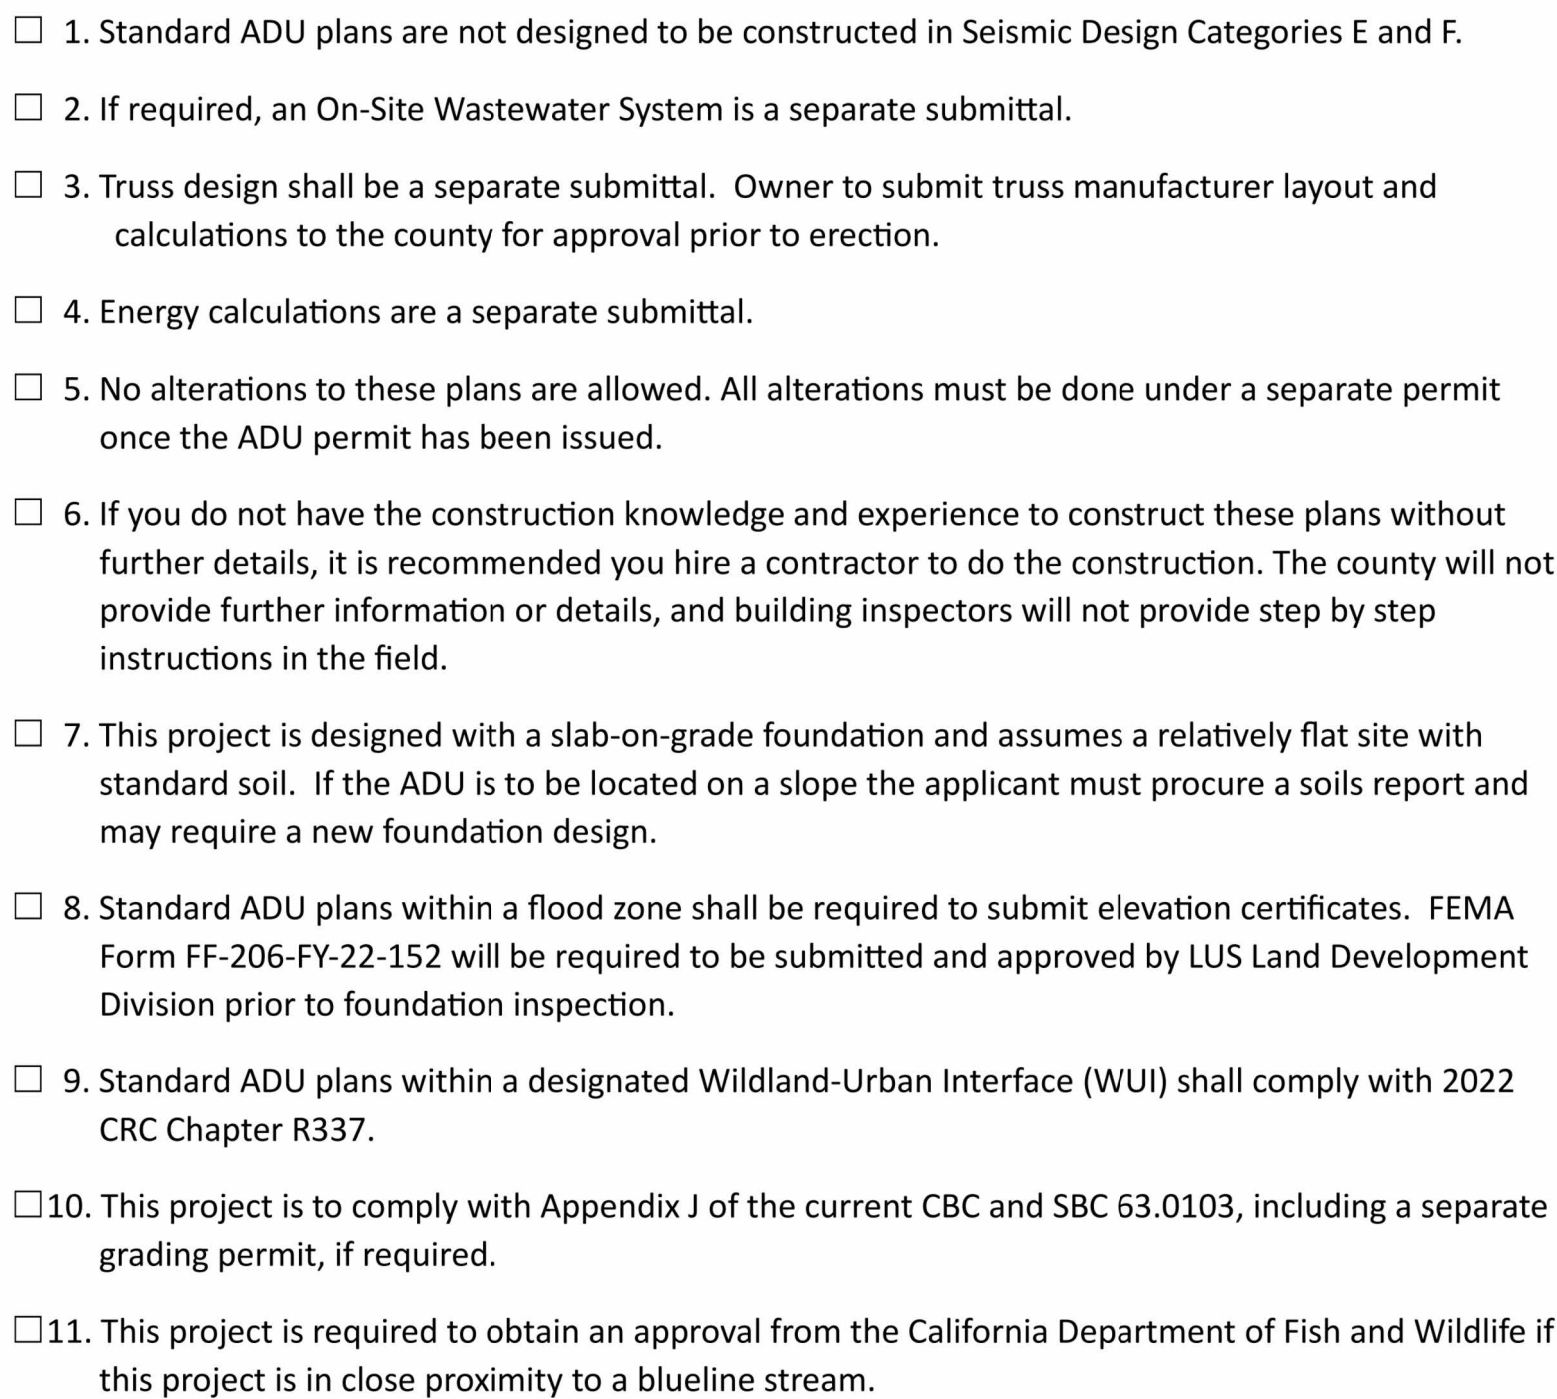 ☐ 1. Standard ADU plans are not designed to be constructed in Seismic Design Categories E and F.
☐ 2. If required, an On-Site Wastewater System is a separate submittal.
☐ 3. Truss design shall be a separate submittal.  Owner to submit truss manufacturer layout and
calculations to the county for approval prior to erection.
☐ 4. Energy calculations are a separate submittal.
☐ 5. No alterations to these plans are allowed. All alterations must be done under a separate permit
once the ADU permit has been issued.
☐ 6. If you do not have the construction knowledge and experience to construct these plans without
further details, it is recommended you hire a contractor to do the construction. The county will not
provide further information or details, and building inspectors will not provide step by step
instructions in the field.
☐ 7. This project is designed with a slab-on-grade foundation and assumes a relatively flat site with
standard soil.  If the ADU is to be located on a slope the applicant must procure a soils report and
may require a new foundation design.
☐ 8. Standard ADU plans within a flood zone shall be required to submit elevation certificates.  FEMA
Form FF-206-FY-22-152 will be required to be submitted and approved by LUS Land Development
Division prior to foundation inspection.
☐ 9. Standard ADU plans within a designated Wildland-Urban Interface (WUI) shall comply with 2022
CRC Chapter R337.
☐10. This project is to comply with Appendix J of the current CBC and SBC 63.0103, including a separate
grading permit, if required.
☐11. This project is required to obtain an approval from the California Department of Fish and Wildlife if
this project is in close proximity to a blueline stream.